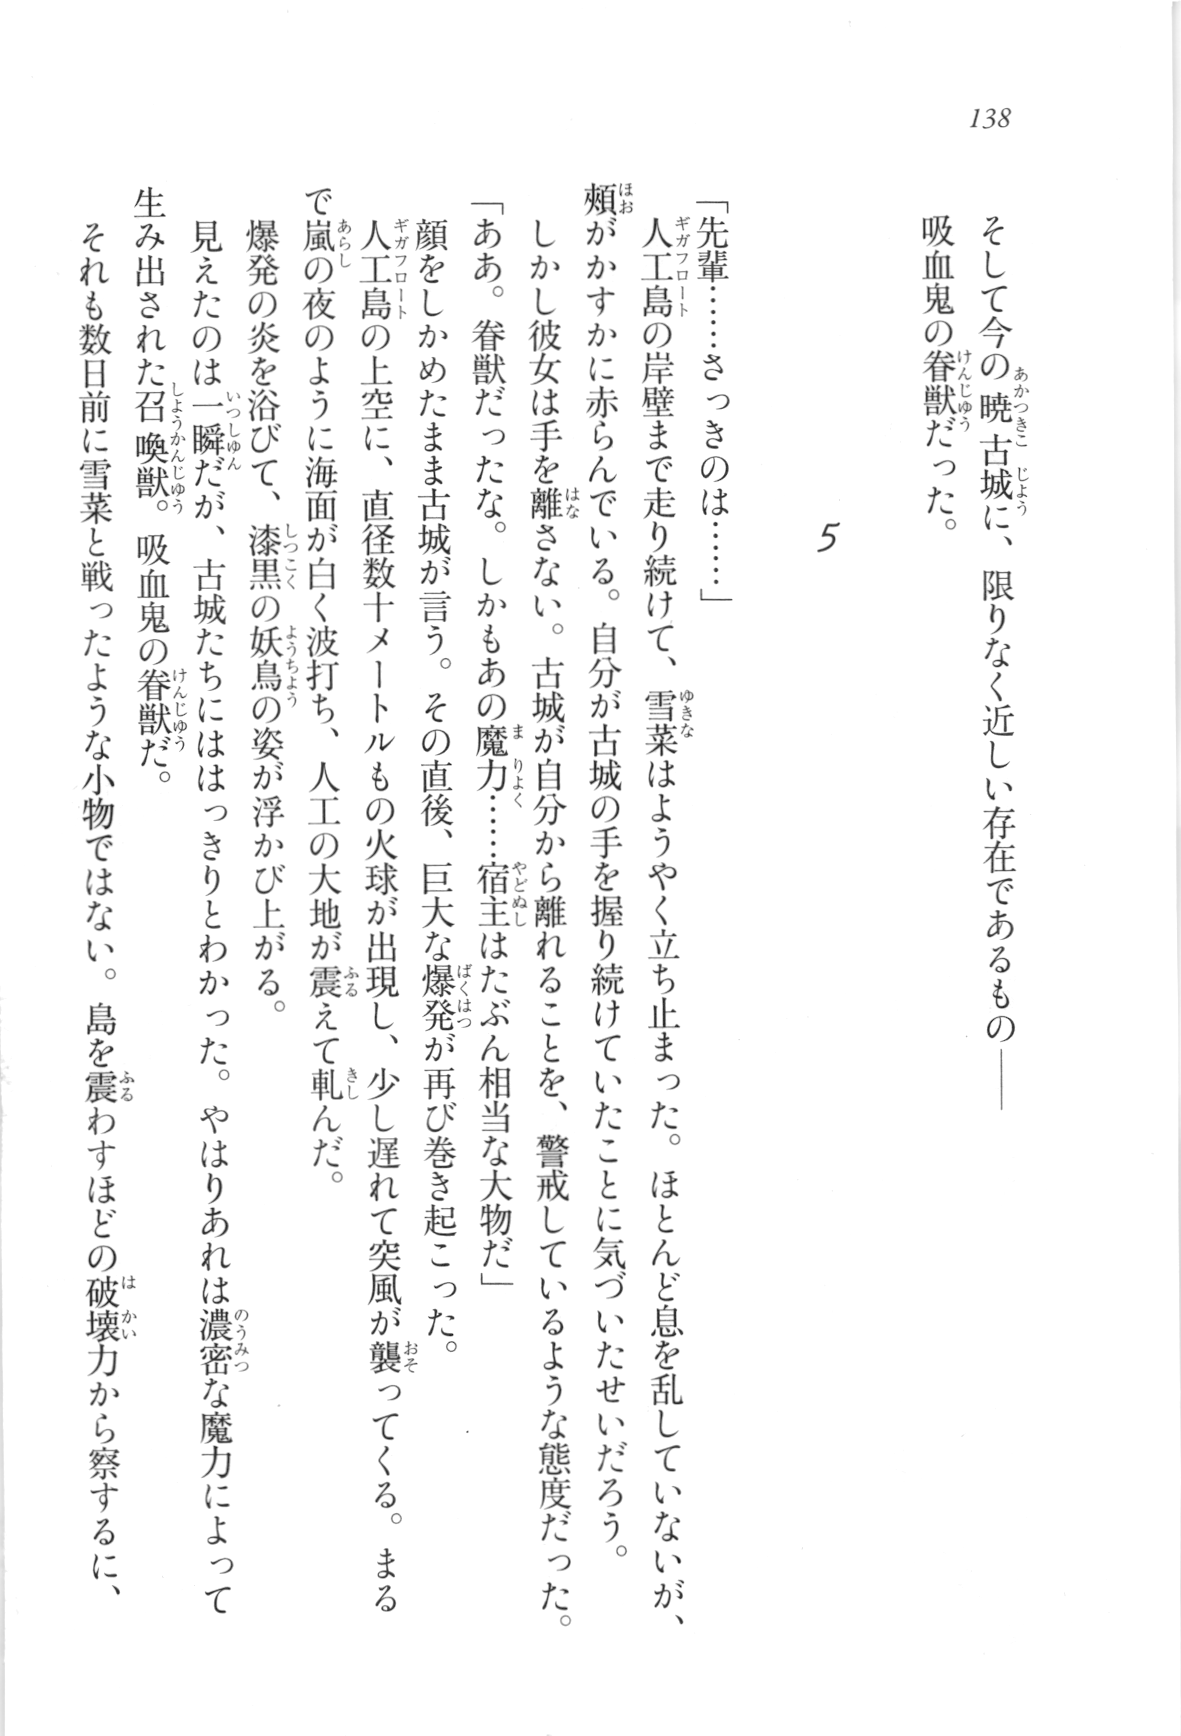 138
そして今の暁古城に、限りなく近しい存在であるもの――
吸血鬼の眷獣だった。
5
「先輩……さっきのは……」
人工島の岸壁まで走り続けて、雪菜はようやく立ち止まった。ほとんど息を乱していないが、
頰がかすかに赤らんでいる。自分が古城の手を握り続けていたことに気づいたせいだろう。
しかし彼女は手を離さない。古城が自分から離れることを、警戒しているような態度だった。
「ああ。眷獣だったな。しかもあの魔力……宿主はたぶん相当な大物だ」
顔をしかめたまま古城が言う。その直後、巨大な爆発が再び巻き起こった。
人工島の上空に、直径数十メートルもの火球が出現し、少し遅れて突風が襲ってくる。まる
で嵐の夜のように海面が白く波打ち、人工の大地が震えて軋んだ。
爆発の炎を浴びて、漆黒の妖鳥の姿が浮かび上がる。
見えたのは一瞬だが、古城たちにははっきりとわかった。やはりあれは濃密な魔力によって
生み出された召喚獣。吸血鬼の眷獣だ。
それも数日前に雪菜と戦ったような小物ではない。島を震わすほどの破壊力から察するに、